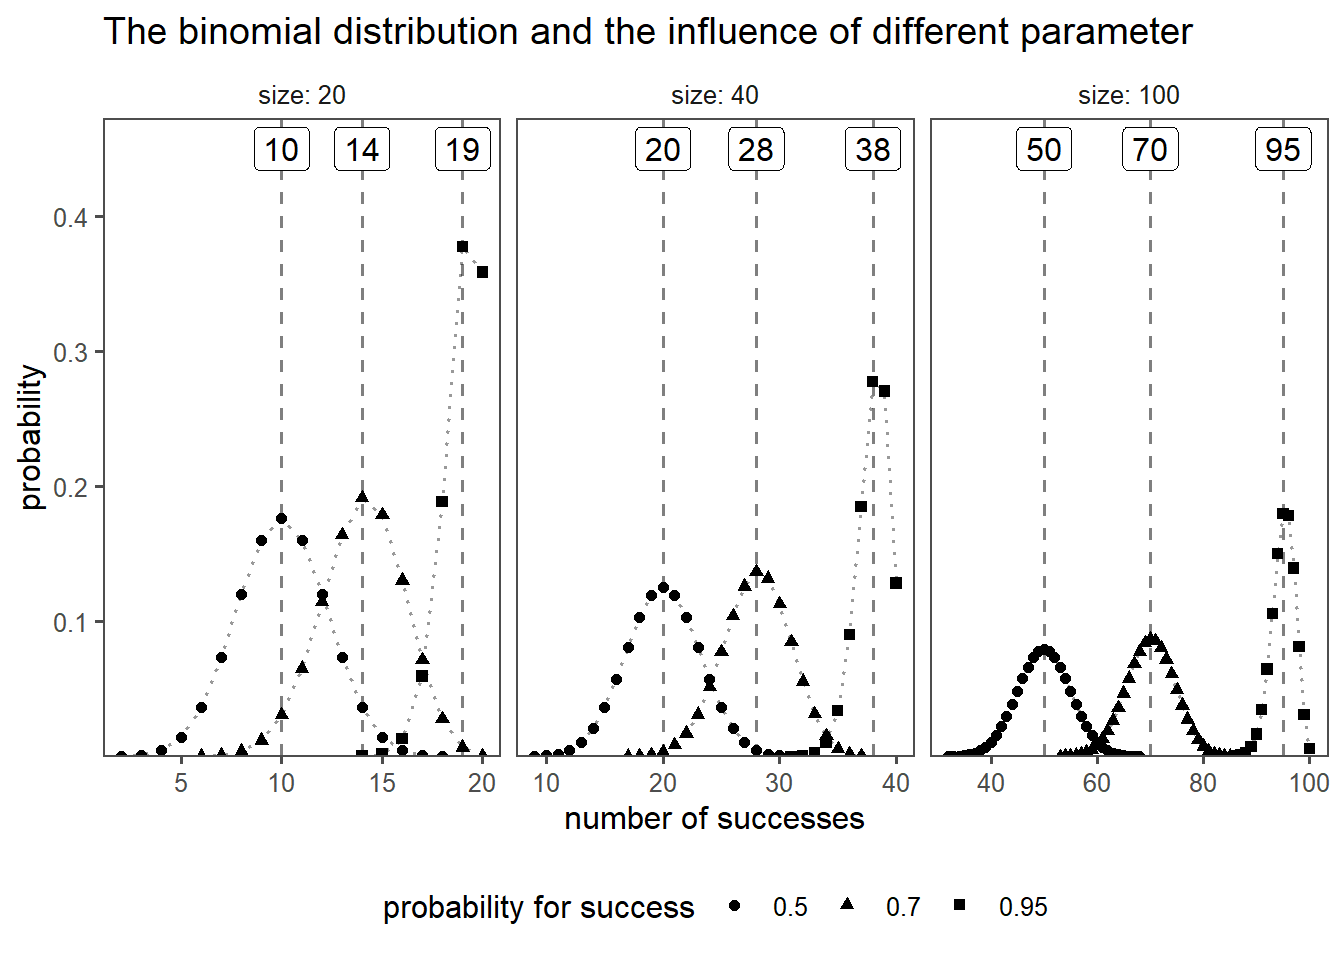 The binomial distribution and the influence of different parameter
size: 20 size: 40 size: 100
10 14 19 20 28 38 50 70 95
0.4
0.3
0.2
0.1
probability
5 10 15 20 10 20 30 40 40 60 80 100
number of successes
probability for success 0.5 0.7 0.95